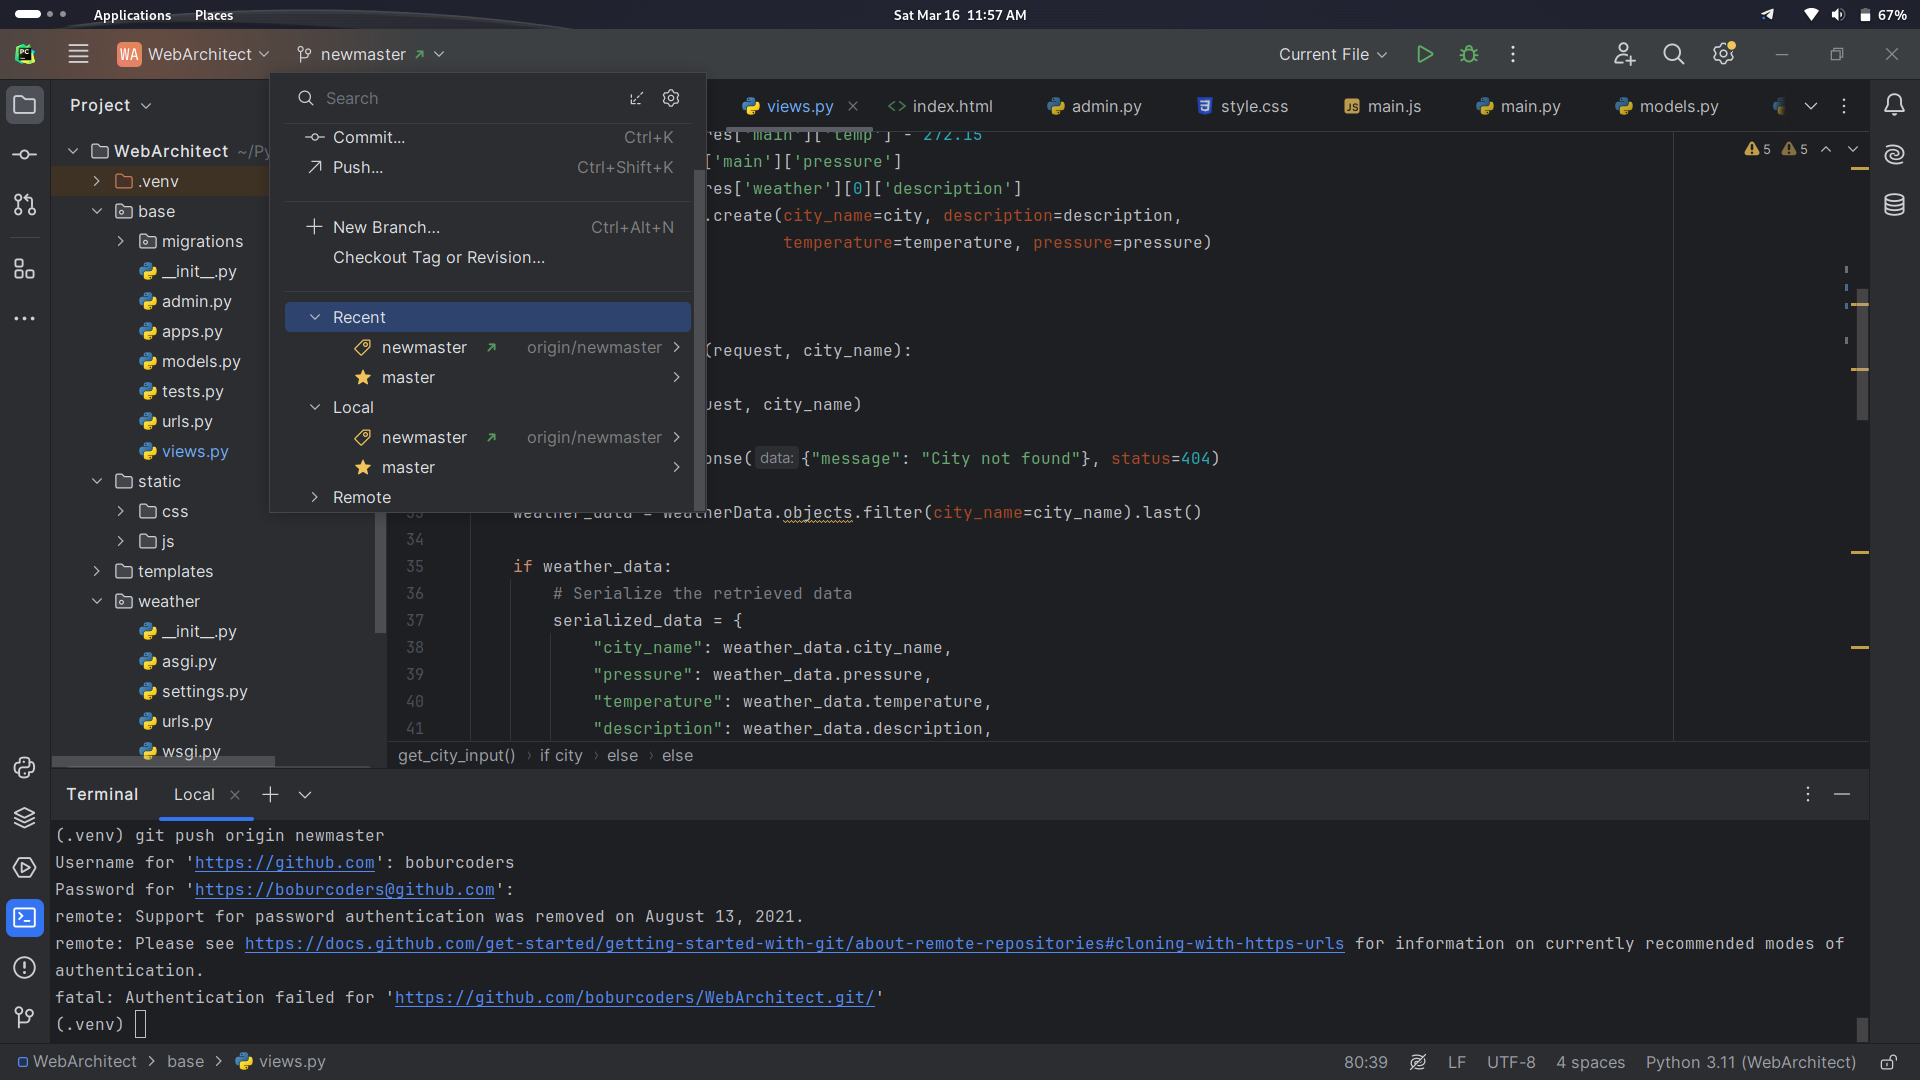 Applications Places Sat Mar 16 11:57 AM 67%
PC WA WebArchitect newmaster Current File
Project
WebArchitect ~/Py
.venv
base
migrations
__init__.py
admin.py
apps.py
models.py
tests.py
urls.py
views.py
static
css
js
templates
weather
__init__.py
asgi.py
settings.py
urls.py
wsgi.py
Search
Commit... Ctrl+K
Push... Ctrl+Shift+K
New Branch... Ctrl+Alt+N
Checkout Tag or Revision...
Recent
newmaster origin/newmaster
master
Local
newmaster origin/newmaster
master
Remote
views.py index.html admin.py style.css JS main.js main.py models.py
5 5
res['main']['temp'] - 272.15
['main']['pressure']
res['weather'][0]['description']
.create(city_name=city, description=description,
temperature=temperature, pressure=pressure)
(request, city_name):
uest, city_name)
onse( data: {"message": "City not found"}, status=404)
33 weather_data = WeatherData.objects.filter(city_name=city_name).last()
34
35 if weather_data:
36 # Serialize the retrieved data
37 serialized_data = {
38 "city_name": weather_data.city_name,
39 "pressure": weather_data.pressure,
40 "temperature": weather_data.temperature,
41 "description": weather_data.description,
get_city_input() › if city › else › else
Terminal Local
(.venv) git push origin newmaster
Username for 'https://github.com': boburcoders
Password for 'https://boburcoders@github.com':
remote: Support for password authentication was removed on August 13, 2021.
remote: Please see https://docs.github.com/get-started/getting-started-with-git/about-remote-repositories#cloning-with-https-urls for information on currently recommended modes of
authentication.
fatal: Authentication failed for 'https://github.com/boburcoders/WebArchitect.git/'
(.venv)
WebArchitect > base > views.py 80:39 LF UTF-8 4 spaces Python 3.11 (WebArchitect)